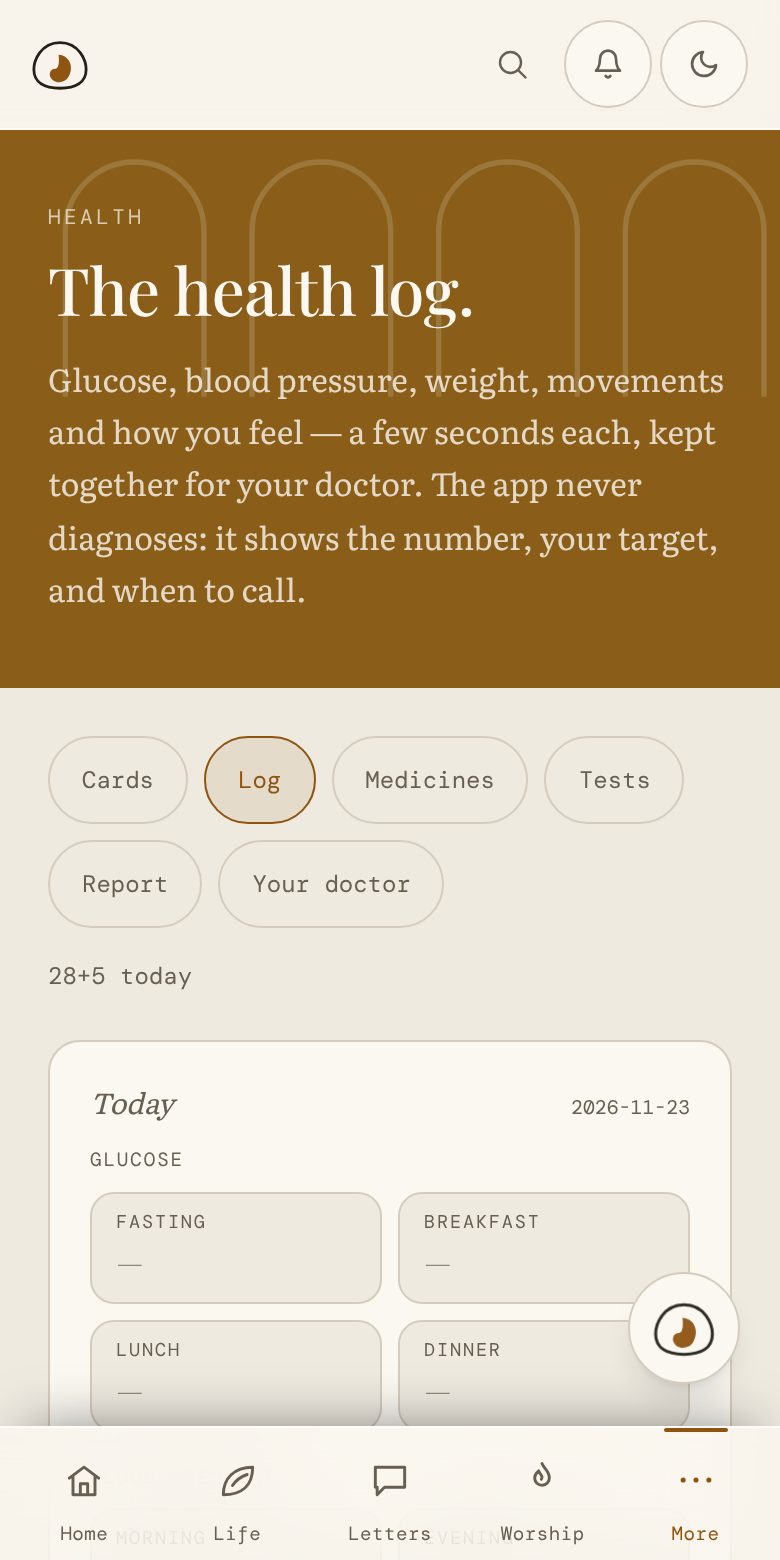 HEALTH
The health log.
Glucose, blood pressure, weight, movements
and how you feel — a few seconds each, kept
together for your doctor. The app never
diagnoses: it shows the number, your target,
and when to call.
Cards
Log
Medicines
Tests
Report
Your doctor
28+5 today
Today
2026-11-23
GLUCOSE
FASTING
—
BREAKFAST
—
LUNCH
—
DINNER
—
MORNING
EVENING
Home
Life
Letters
Worship
More